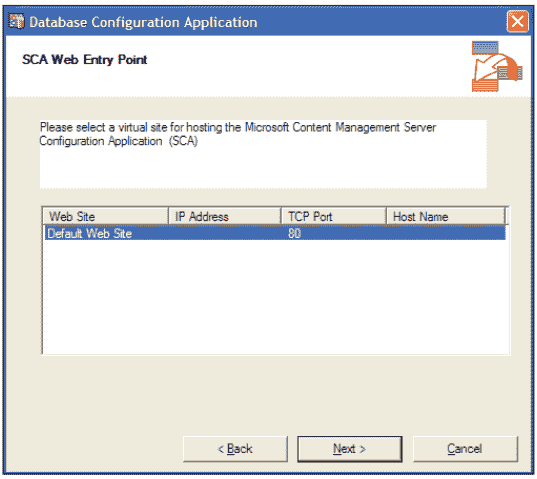 Database Configuration Application
SCA Web Entry Point
Please select a virtual site for hosting the Microsoft Content Management Server
Configuration Application (SCA)
Web Site IP Address TCP Port Host Name
Default Web Site 80
< Back Next > Cancel